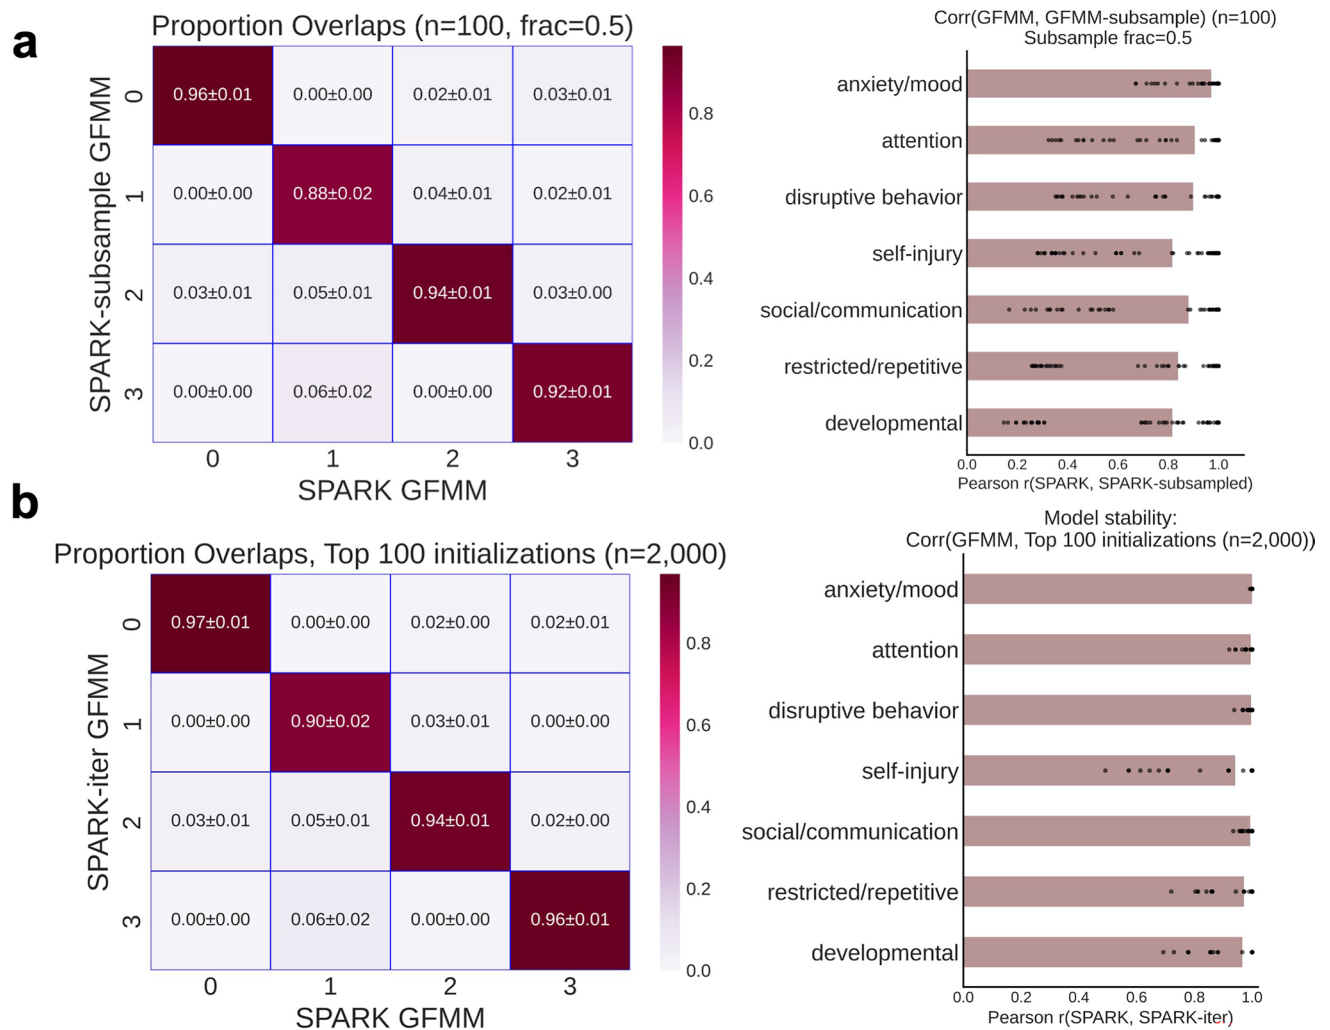 a
Proportion Overlaps (n=100, frac=0.5)
SPARK-subsample GFMM
0
1
2
3
0.96±0.01 0.00±0.00 0.02±0.01 0.03±0.01
0.00±0.00 0.88±0.02 0.04±0.01 0.02±0.01
0.03±0.01 0.05±0.01 0.94±0.01 0.03±0.00
0.00±0.00 0.06±0.02 0.00±0.00 0.92±0.01
0 1 2 3
SPARK GFMM
0.8
0.6
0.4
0.2
0.0
Corr(GFMM, GFMM-subsample) (n=100)
Subsample frac=0.5
anxiety/mood
attention
disruptive behavior
self-injury
social/communication
restricted/repetitive
developmental
0.0 0.2 0.4 0.6 0.8 1.0
Pearson r(SPARK, SPARK-subsampled)
b
Proportion Overlaps, Top 100 initializations (n=2,000)
SPARK-iter GFMM
0
1
2
3
0.97±0.01 0.00±0.00 0.02±0.00 0.02±0.01
0.00±0.00 0.90±0.02 0.03±0.01 0.00±0.00
0.03±0.01 0.05±0.01 0.94±0.01 0.02±0.00
0.00±0.00 0.06±0.02 0.00±0.00 0.96±0.01
0 1 2 3
SPARK GFMM
0.8
0.6
0.4
0.2
0.0
Model stability:
Corr(GFMM, Top 100 initializations (n=2,000))
anxiety/mood
attention
disruptive behavior
self-injury
social/communication
restricted/repetitive
developmental
0.0 0.2 0.4 0.6 0.8 1.0
Pearson r(SPARK, SPARK-iter)